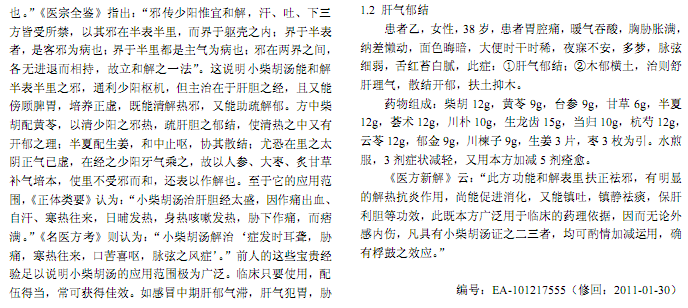 也。”《医宗金鉴》指出：“邪传少阳惟宜和解，汗、吐、下三
方皆受所禁，以其邪在半表半里，而界于躯壳之内；界于半表
者，是客邪为病也；界于半里都是主气为病也；邪在两界之间，
各无进退而相持，故立和解之一法”。这说明小柴胡汤能和解
半表半里之邪，通利少阳枢机，但主治在于肝胆之经，且又能
傍顾脾胃，培养正虚，既能清解热邪，又能助疏解郁。方中柴
胡配黄芩，以清少阳之邪热，疏肝胆之郁结，使清热之中又有
开郁之理；半夏配生姜，和中止呕，协其散结；尤恐在里之太
阴正气已虚，在经之少阳牙气乘之，故以人参、大枣、炙甘草
补气培本，使里不受邪而和，还表以作解也。至于它的应用范
围，《正体类要》认为：“小柴胡汤治肝胆经太盛，因作痛出血、
自汗、寒热往来，日晡发热，身热咳嗽发热，胁下作痛，而痞
满。”《名医方考》则认为：“小柴胡汤解治‘症发时耳聋，胁
痛，寒热往来，口苦喜呕，脉弦之风症’。”前人的这些宝贵经
验足以说明小柴胡汤的应用范围极为广泛。临床只要使用，配
伍得当，常可获得佳效。如感冒中期肝郁气滞，肝气犯胃，胁
1.2 肝气郁结
患者乙，女性，38 岁，患者胃腔痛，嗳气吞酸，胸胁胀满，
纳差懒动，面色晦暗，大便时干时稀，夜寐不安，多梦，脉弦
细弱，舌红苔白腻，此症：①肝气郁结；②木郁横土，治则舒
肝理气，散结开郁，扶土抑木。
药物组成：柴胡 12g，黄芩 9g，台参 9g，甘草 6g，半夏
12g，莶术 12g，川朴 10g，生龙齿 15g，当归 10g，杭芍 12g，
云苓 12g，郁金 9g，川楝子 9g，生姜 3 片，枣 3 枚为引。水煎
服，3 剂症状减轻，又用本方加减 5 剂痊愈。
《医方新解》云：“此方功能和解表里扶正祛邪，有明显
的解热抗炎作用，尚能促进消化，又能镇吐，镇静祛痰，保肝
利胆等功效，此既本方广泛用于临床的药理依据，因而无论外
感内伤，凡具有小柴胡汤证之二三者，均可酌情加减运用，确
有桴鼓之效应。”
编号：EA-101217555（修回：2011-01-30）